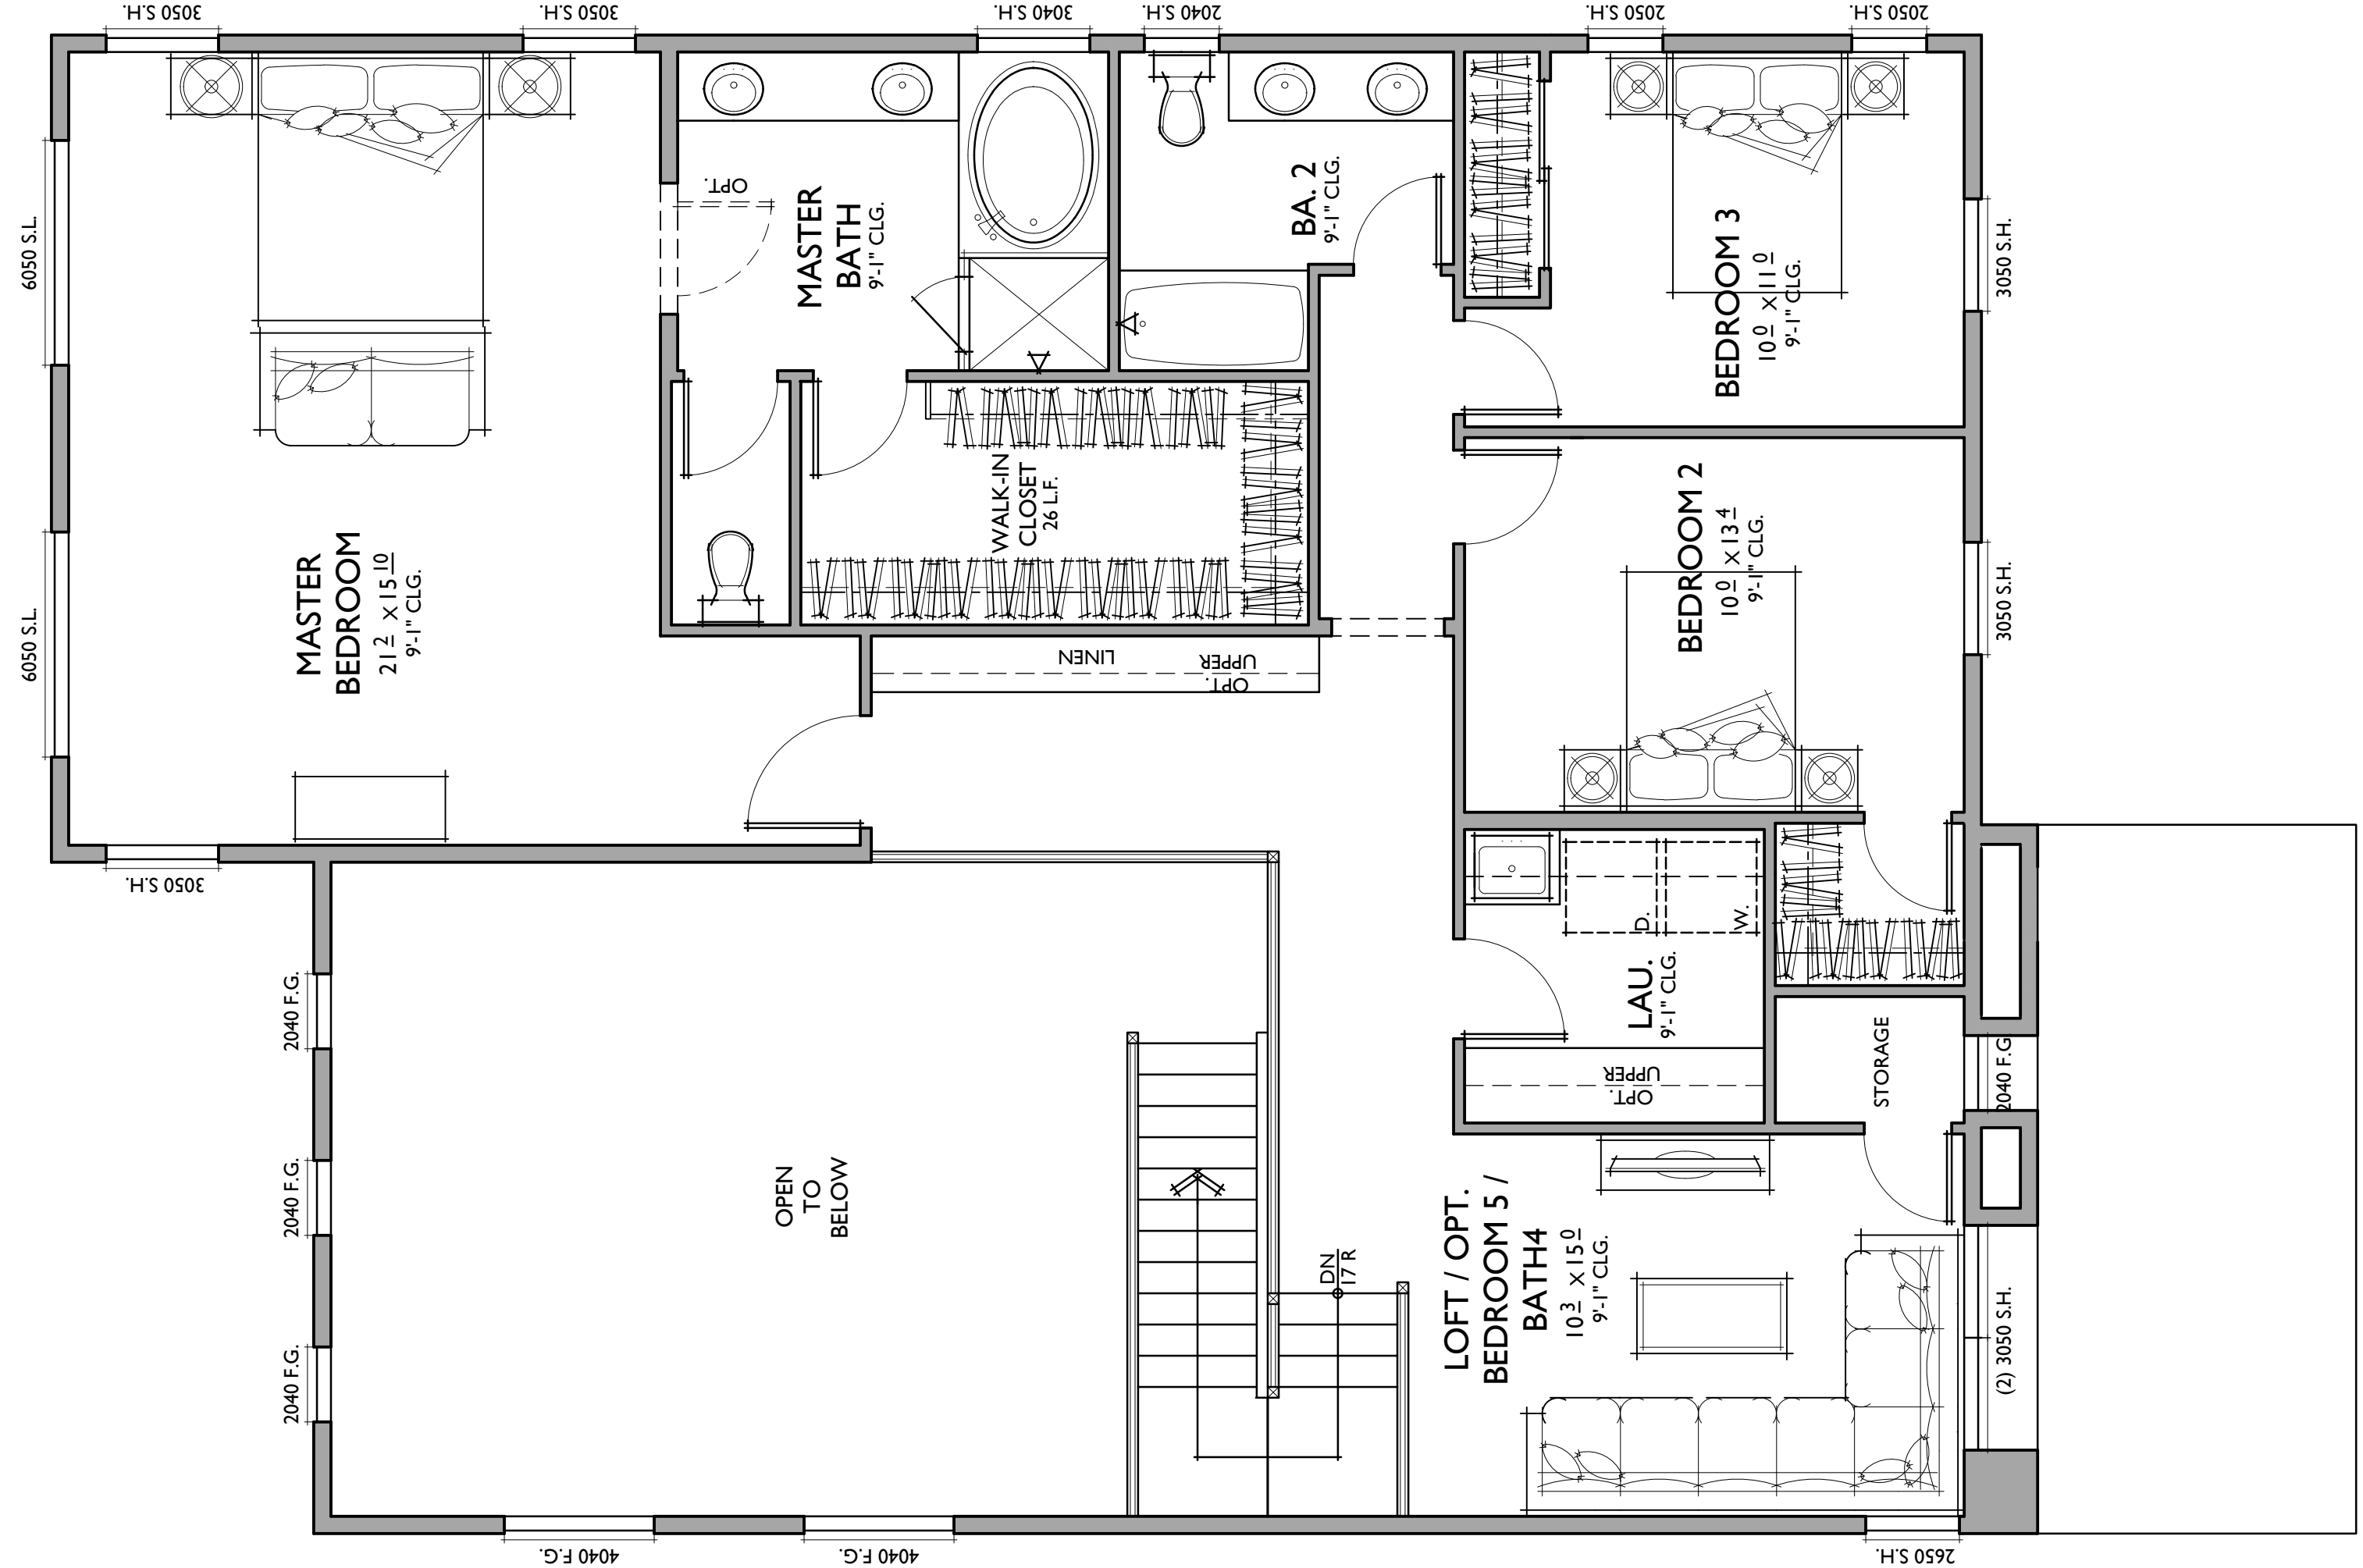 3050 S.H.
3050 S.H.
3040 S.H.
2040 S.H.
2050 S.H.
2050 S.H.
6050 S.L.
6050 S.L.
OPT.
MASTER
BATH
9'-1" CLG.
BA. 2
9'-1" CLG.
BEDROOM 3
10 0 X 11 0
9'-1" CLG.
3050 S.H.
MASTER
BEDROOM
21 2 X 15 10
9'-1" CLG.
WALK-IN
CLOSET
26 L.F.
LINEN
OPT.
UPPER
BEDROOM 2
10 0 X 13 4
9'-1" CLG.
3050 S.H.
3050 S.H.
2040 F.G.
2040 F.G.
2040 F.G.
OPEN
TO
BELOW
DN
17 R
D.
W.
LAU.
9'-1" CLG.
OPT.
UPPER
STORAGE
2040 F.G.
LOFT / OPT.
BEDROOM 5 /
BATH4
10 3 X 15 0
9'-1" CLG.
(2) 3050 S.H.
4040 F.G.
4040 F.G.
2650 S.H.